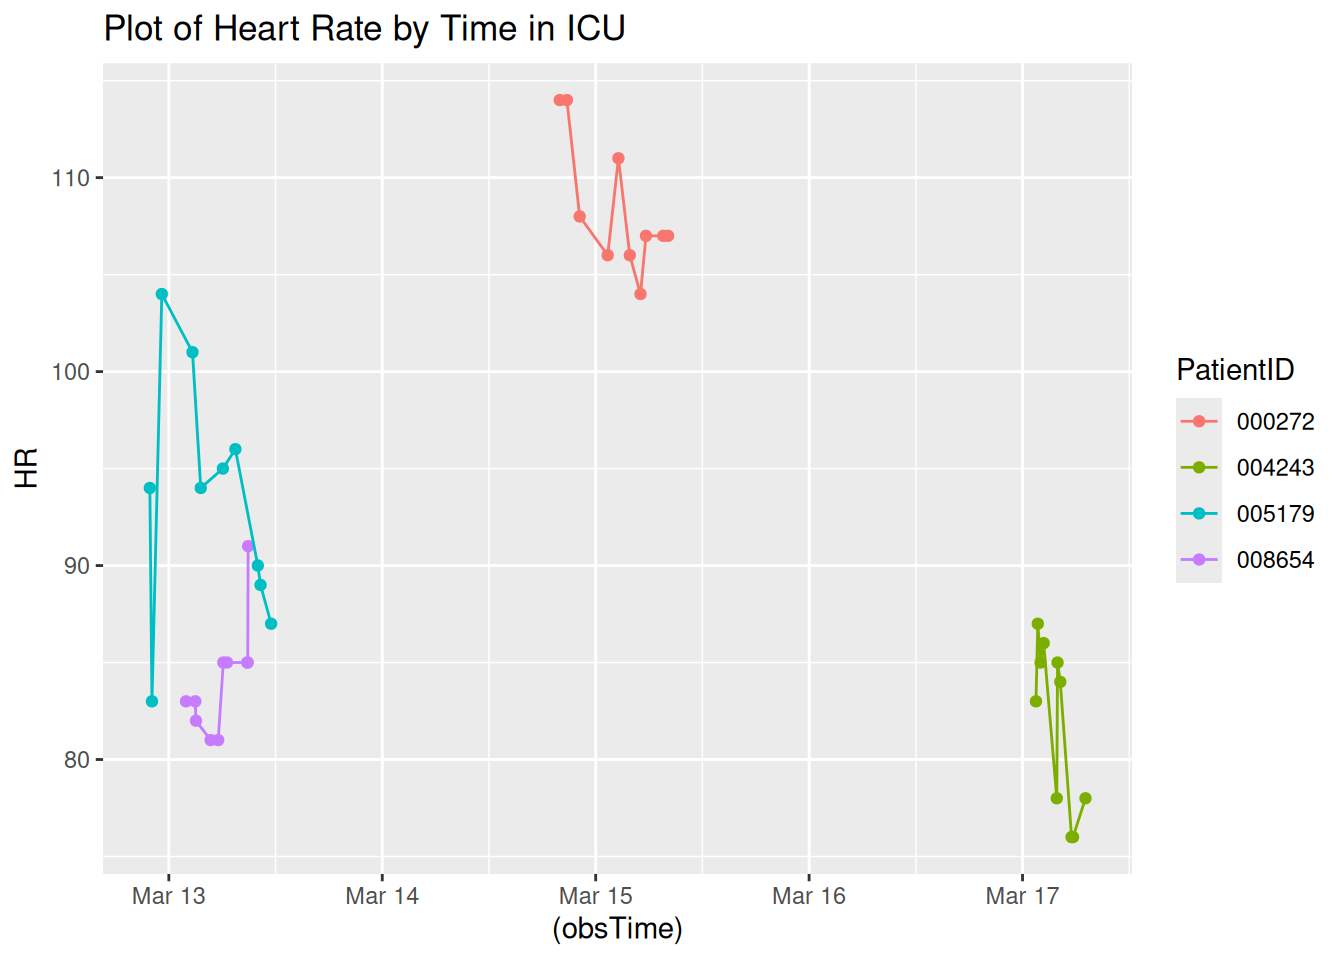 Plot of Heart Rate by Time in ICU
110
100
90
80
HR
Mar 13
Mar 14
Mar 15
Mar 16
Mar 17
(obsTime)
PatientID
000272
004243
005179
008654